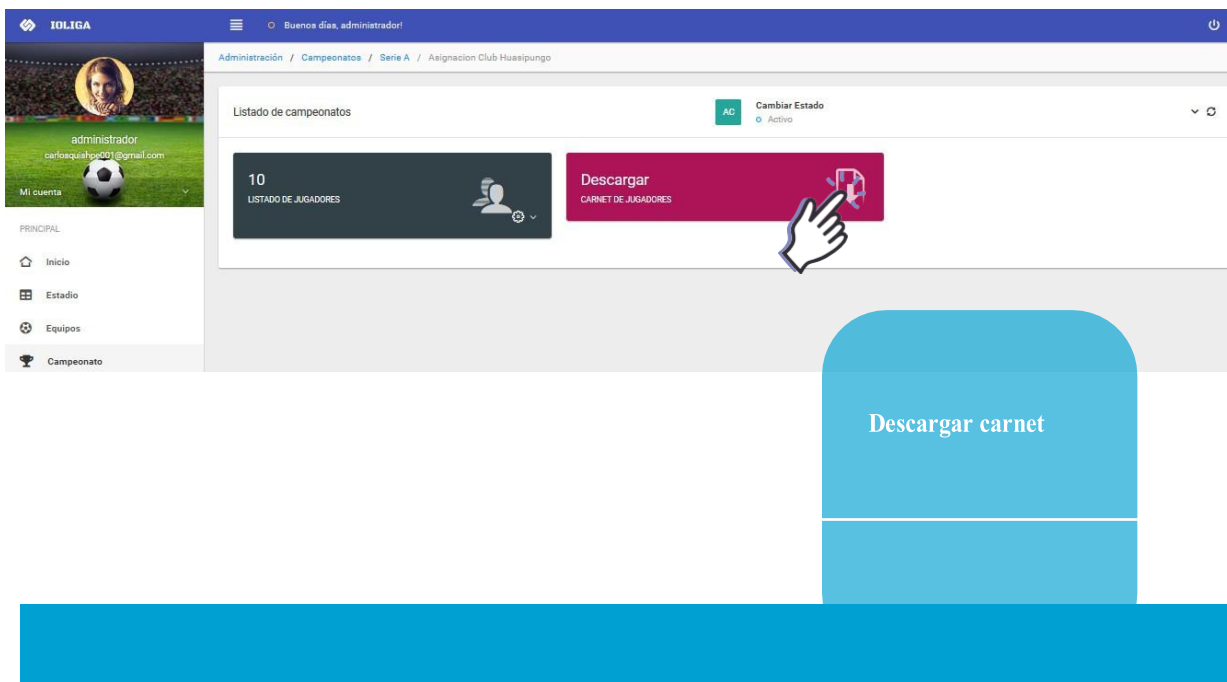 IOLIGA
Buenos días, administrador!
administrador
carlosquishpe001@gmail.com
Mi cuenta
PRINCIPAL
Inicio
Estadio
Equipos
Campeonato
Administración / Campeonatos / Serie A / Asignacion Club Huasipungo
Listado de campeonatos
AC
Cambiar Estado
Activo
10
LISTADO DE JUGADORES
Descargar
CARNET DE JUGADORES
Descargar carnet